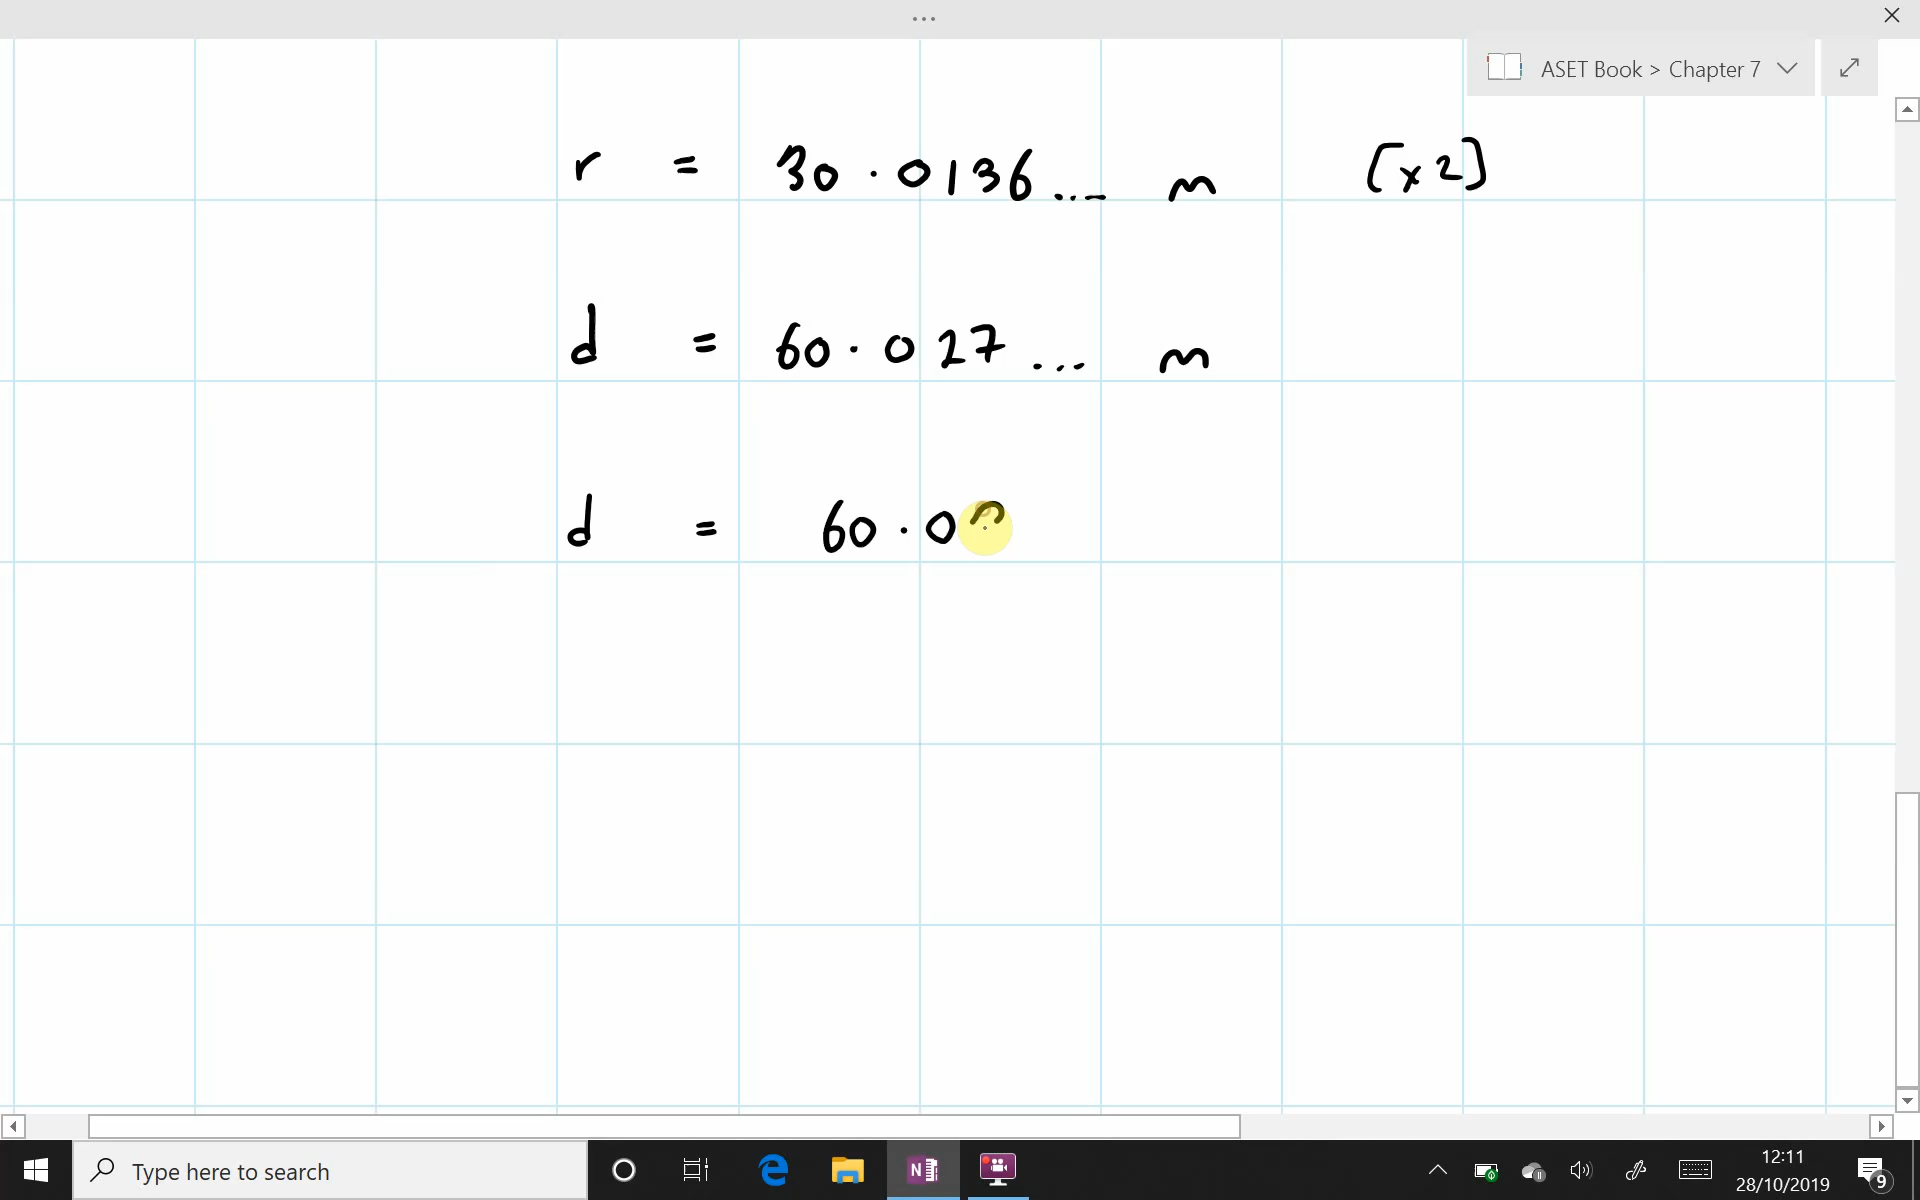 ASET Book > Chapter 7
r = 30.0136... m [×2]
d = 60.027... m
d = 60.0
Type here to search
12:11
28/10/2019
9